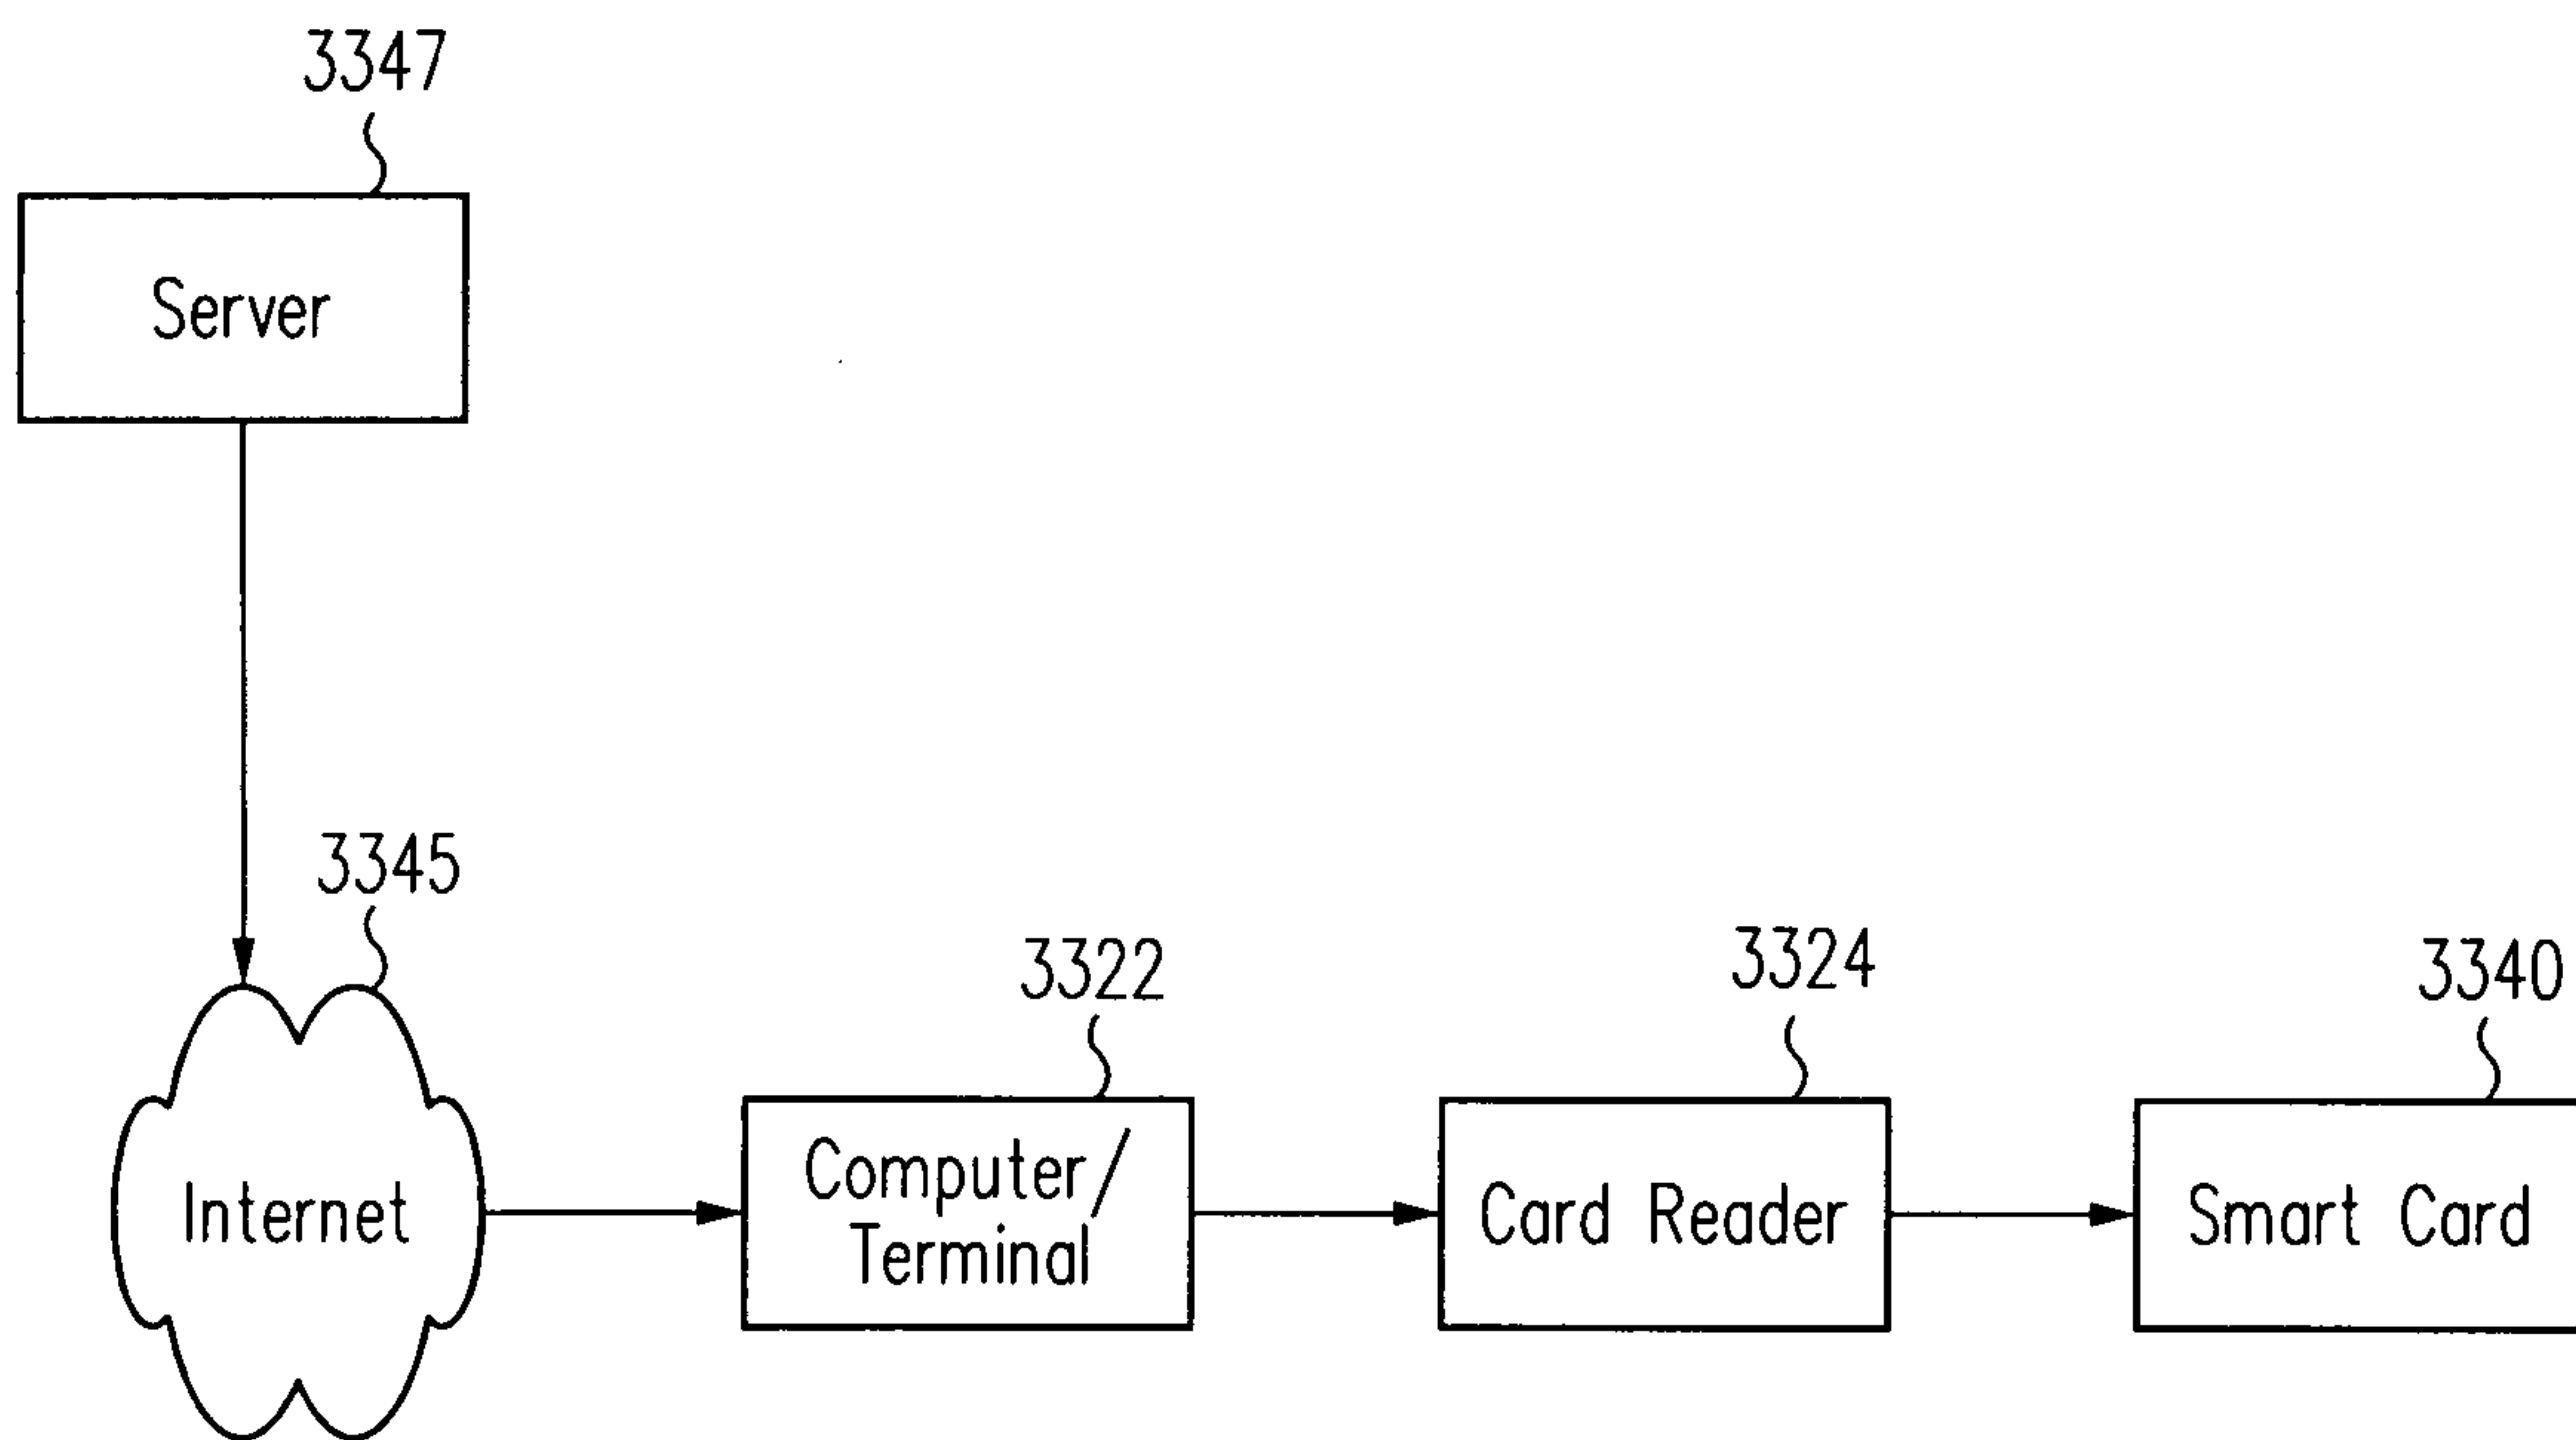 3347
Server
3345
Internet
3322
Computer/
Terminal
3324
Card Reader
3340
Smart Card